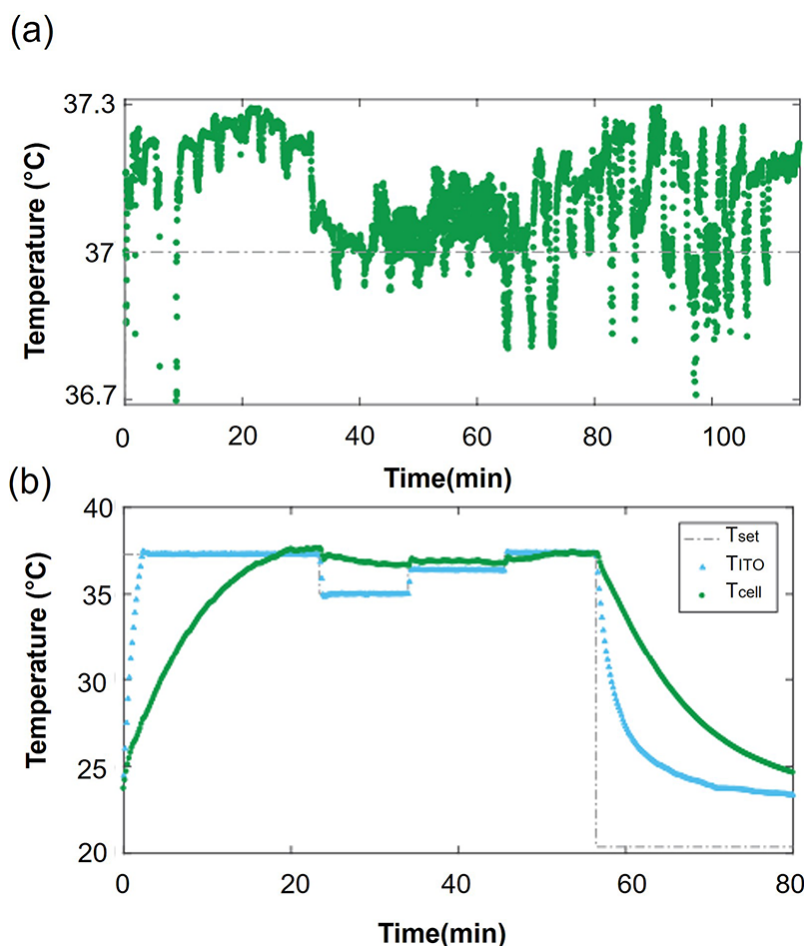 (a)
37.3
37
36.7
Temperature (°C)
0 20 40 60 80 100
Time(min)
(b)
40
35
30
25
20
Temperature (°C)
Tset
TITO
Tcell
0 20 40 60 80
Time(min)